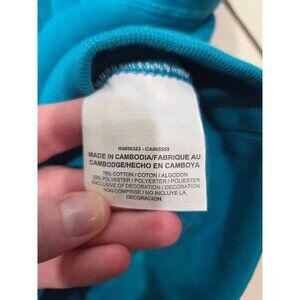 RN#56323 - CA#05553
MADE IN CAMBODIA/FABRIQUE AU
CAMBODGE/HECHO EN CAMBOYA
78% COTTON / COTON / ALGODON
22% POLYESTER / POLYESTER
EXCLUSIVE OF DECORATION / DECORATION
NON COMPRISE / NO INCLUYE LA
DECORACION